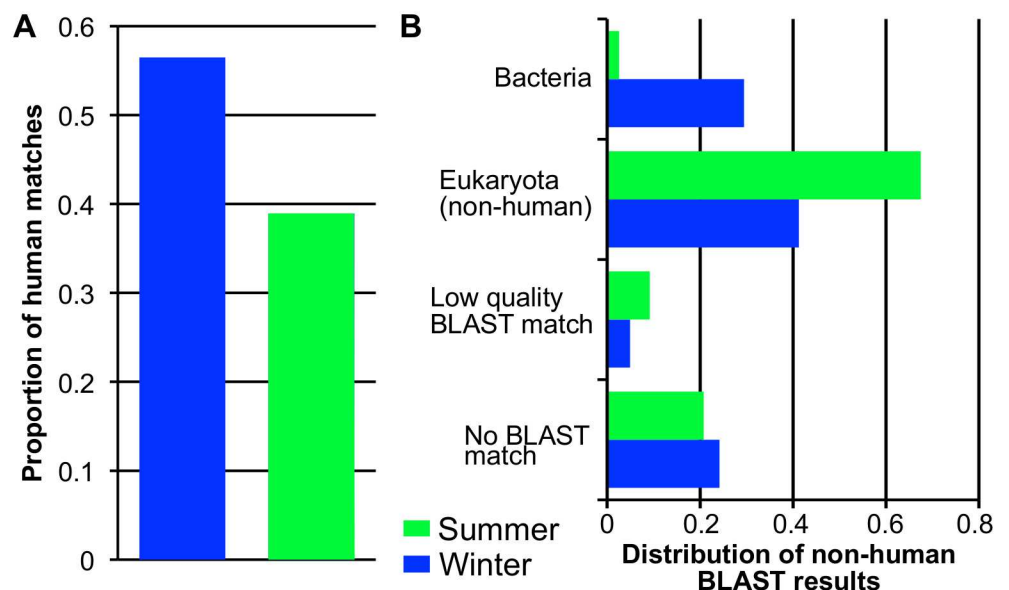 A
Proportion of human matches
0.6
0.5
0.4
0.3
0.2
0.1
0
B
Bacteria
Eukaryota
(non-human)
Low quality
BLAST match
No BLAST
match
0 0.2 0.4 0.6 0.8
Distribution of non-human
BLAST results
Summer
Winter